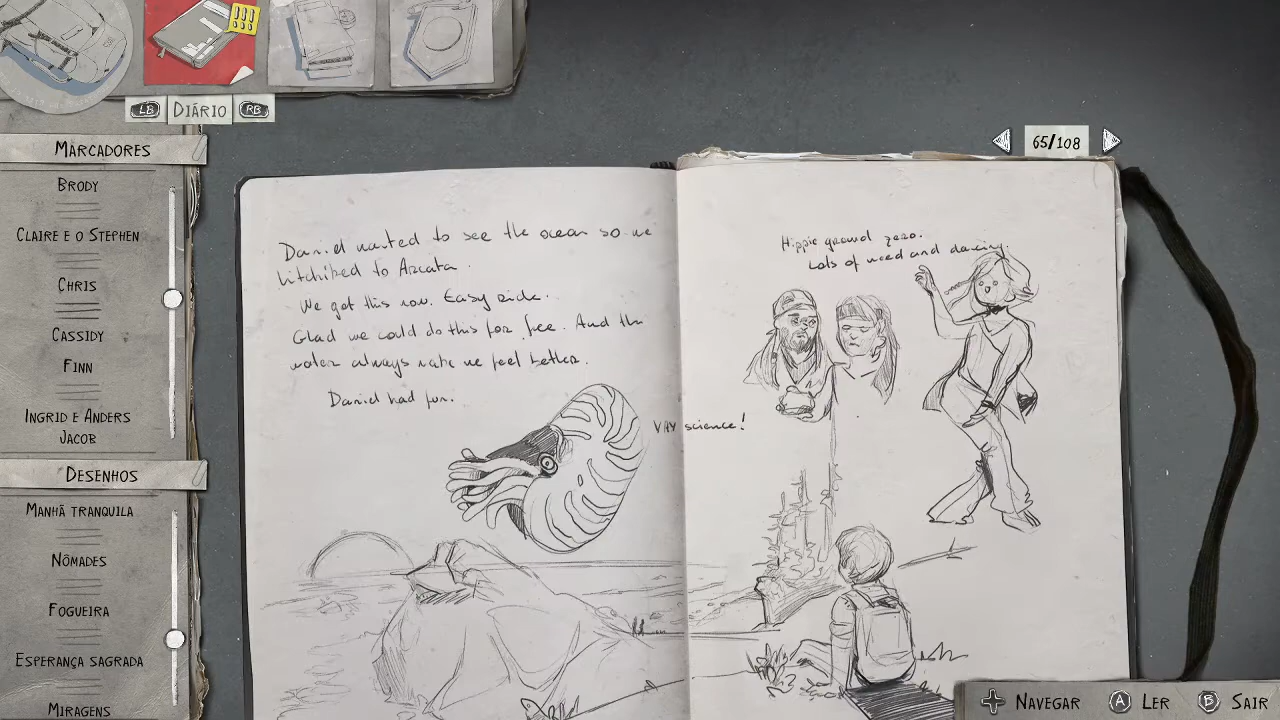 LB DIÁRIO RB
MARCADORES
BRODY
CLAIRE E O STEPHEN
CHRIS
CASSIDY
FINN
INGRID E ANDERS
JACOB
DESENHOS
MANHÃ TRANQUILA
NÔMADES
FOGUEIRA
ESPERANÇA SAGRADA
MIRAGENS
65/108
Daniel wanted to see the ocean so we
hitchiked to Arcata.
We got this now. Easy ride.
Glad we could do this for free. And the
water always make me feel better.
Daniel had fun.
YAY science!
Hippie ground zero.
Lots of weed and dancing.
NAVEGAR A LER B SAIR